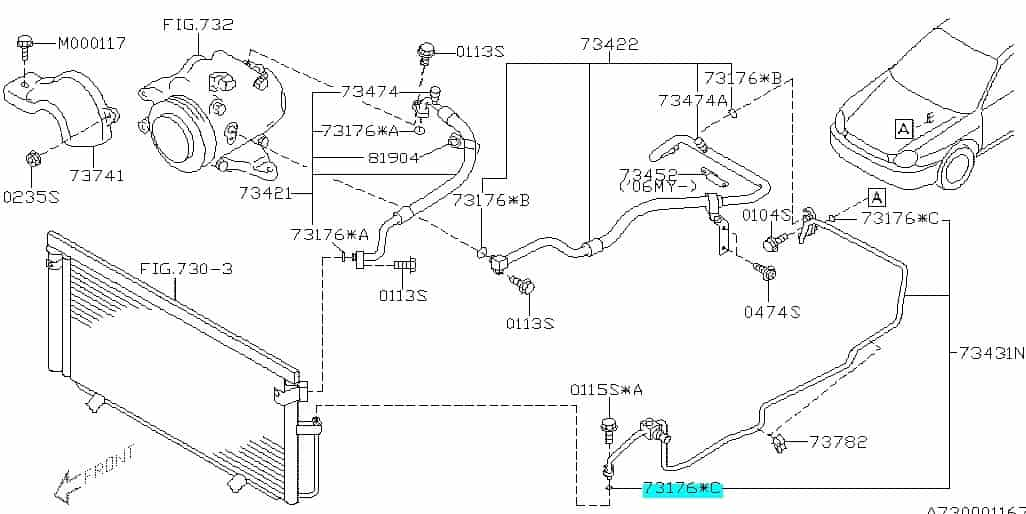 FIG.732
M000117
0113S
73422
73474
73176*B
73474A
73176*A
81904
A
73741
0235S
73421
73452
('06MY-)
73176*B
A
0104S
73176*C
73176*A
FIG.730-3
0113S
0113S
0474S
73431N
0115S*A
73782
FRONT
73176*C
A730001167